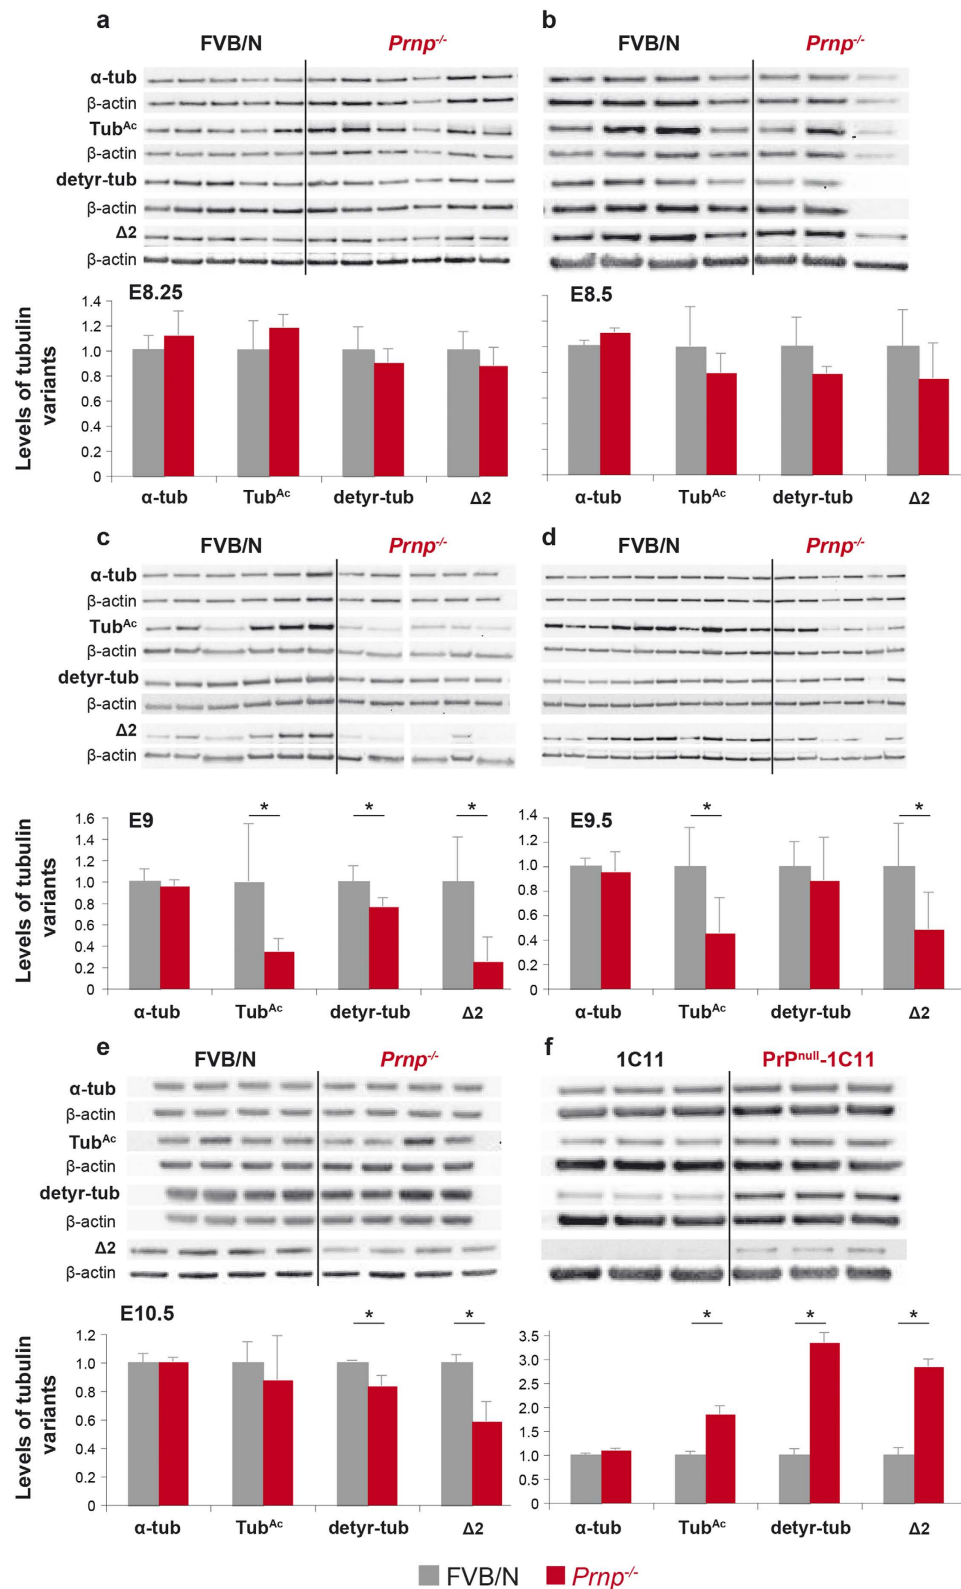 a
b
FVB/N Prnp-/-
FVB/N Prnp-/-
α-tub
β-actin
TubAc
β-actin
detyr-tub
β-actin
Δ2
β-actin
E8.25
E8.5
Levels of tubulin
variants
1.4
1.2
1.0
0.8
0.6
0.4
0.2
0
α-tub TubAc detyr-tub Δ2
α-tub TubAc detyr-tub Δ2
c
d
FVB/N Prnp-/-
FVB/N Prnp-/-
α-tub
β-actin
TubAc
β-actin
detyr-tub
β-actin
Δ2
β-actin
E9
E9.5
Levels of tubulin
variants
1.6
1.4
1.2
1.0
0.8
0.6
0.4
0.2
0
* * *
α-tub TubAc detyr-tub Δ2
1.4
1.2
1.0
0.8
0.6
0.4
0.2
0
* *
α-tub TubAc detyr-tub Δ2
e
f
FVB/N Prnp-/-
1C11 PrPnull-1C11
α-tub
β-actin
TubAc
β-actin
detyr-tub
β-actin
Δ2
β-actin
E10.5
Levels of tubulin
variants
1.2
1.0
0.8
0.6
0.4
0.2
0
* *
α-tub TubAc detyr-tub Δ2
3.5
3.0
2.5
2.0
1.5
1.0
0.5
0
* * *
α-tub TubAc detyr-tub Δ2
FVB/N Prnp-/-